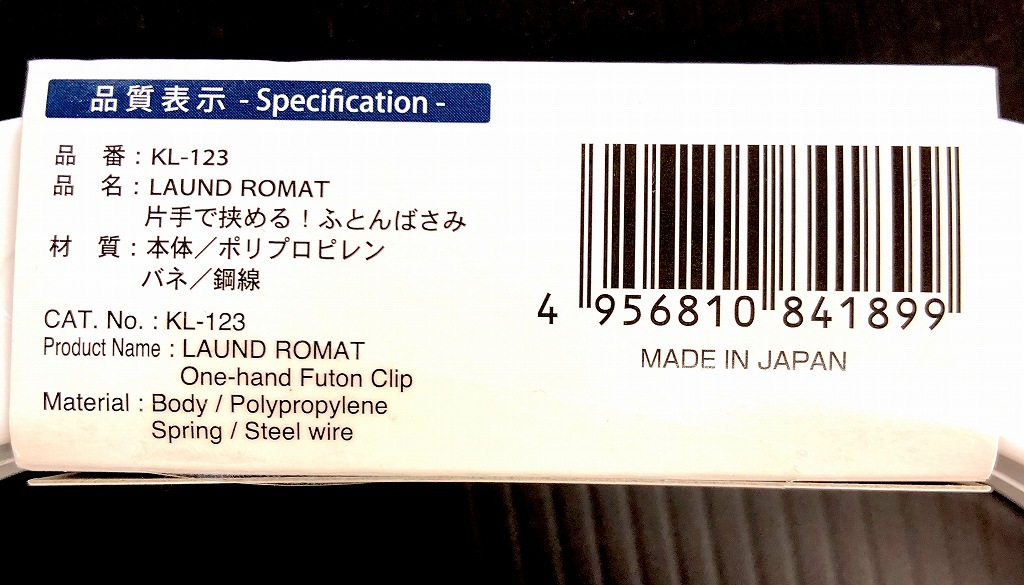 品質表示 - Specification -
品　番：KL-123
品　名：LAUND ROMAT
片手で挟める！ふとんばさみ
材　質：本体／ポリプロピレン
バネ／鋼線
CAT. No. : KL-123
Product Name : LAUND ROMAT
One-hand Futon Clip
Material : Body / Polypropylene
Spring / Steel wire
4 956810 841899
MADE IN JAPAN